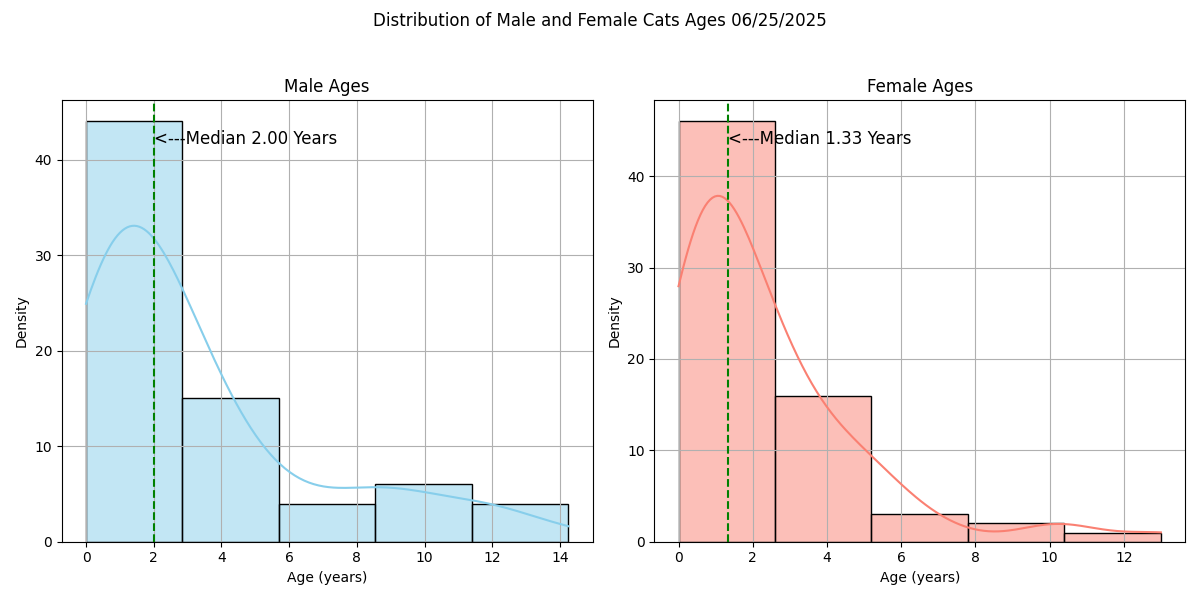 Distribution of Male and Female Cats Ages 06/25/2025
Male Ages
<---Median 2.00 Years
Density
40
30
20
10
0
0 2 4 6 8 10 12 14
Age (years)
Female Ages
<---Median 1.33 Years
Density
40
30
20
10
0
0 2 4 6 8 10 12
Age (years)